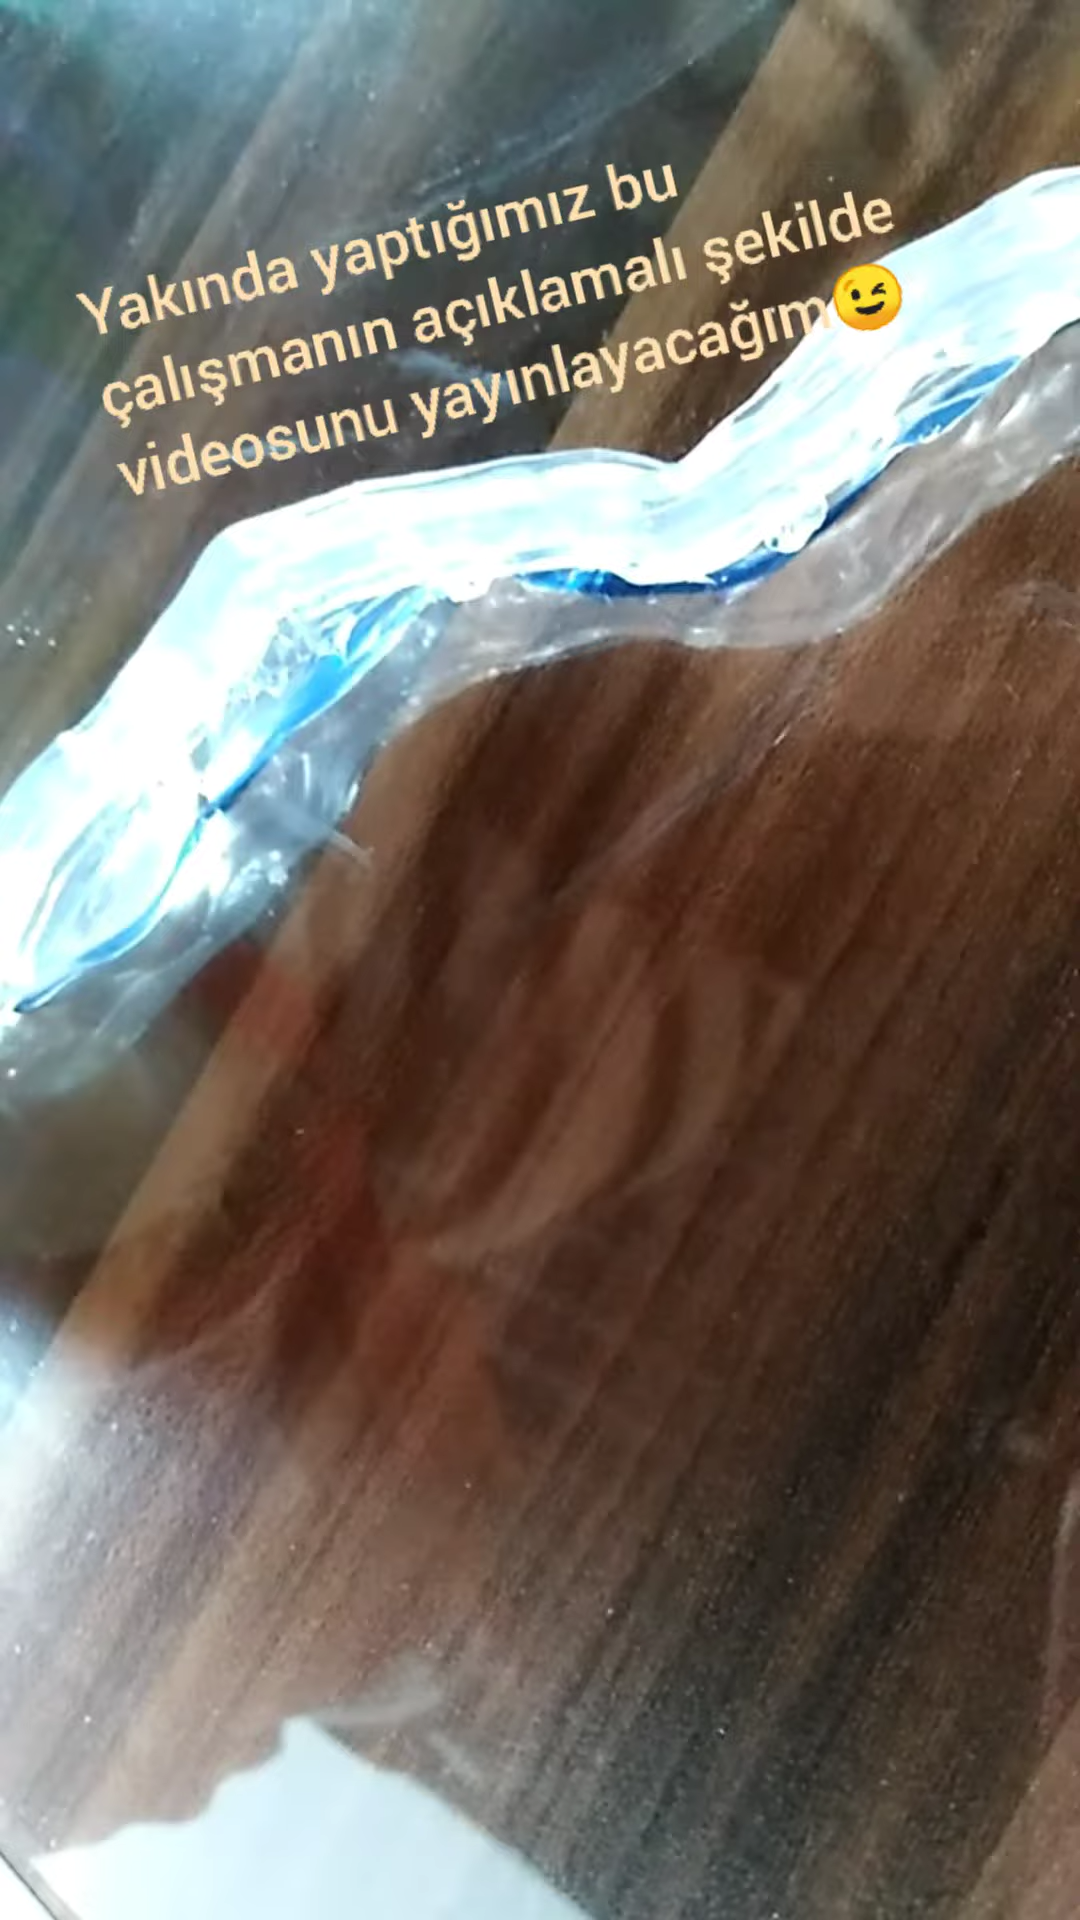 Yakında yaptığımız bu
çalışmanın açıklamalı şekilde
videosunu yayınlayacağım😉